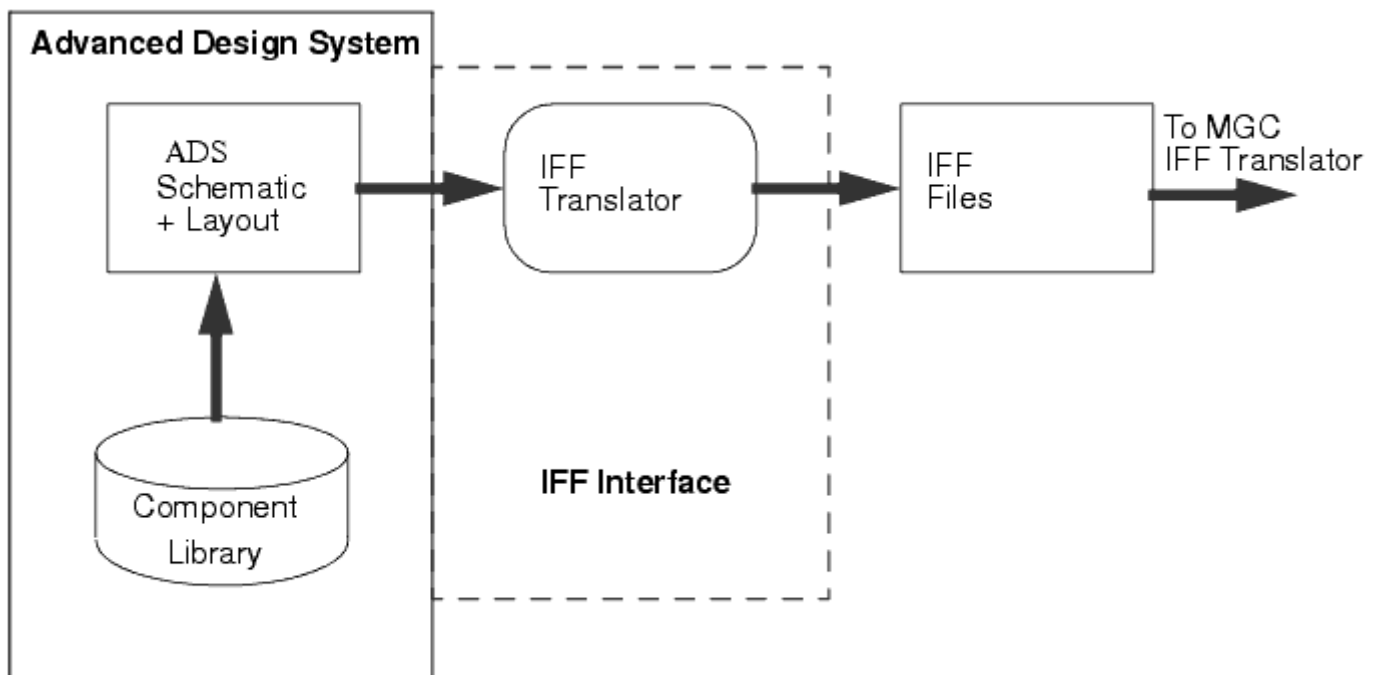 Advanced Design System
ADS
Schematic
+ Layout
IFF
Translator
IFF
Files
To MGC
IFF Translator
IFF Interface
Component
Library